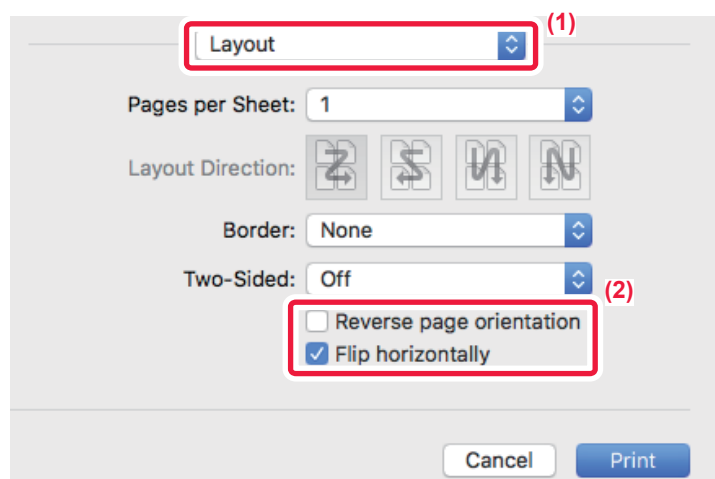 (1)
Layout
Pages per Sheet: 1
Layout Direction:
Border: None
Two-Sided: Off
(2)
Reverse page orientation
Flip horizontally
Cancel Print